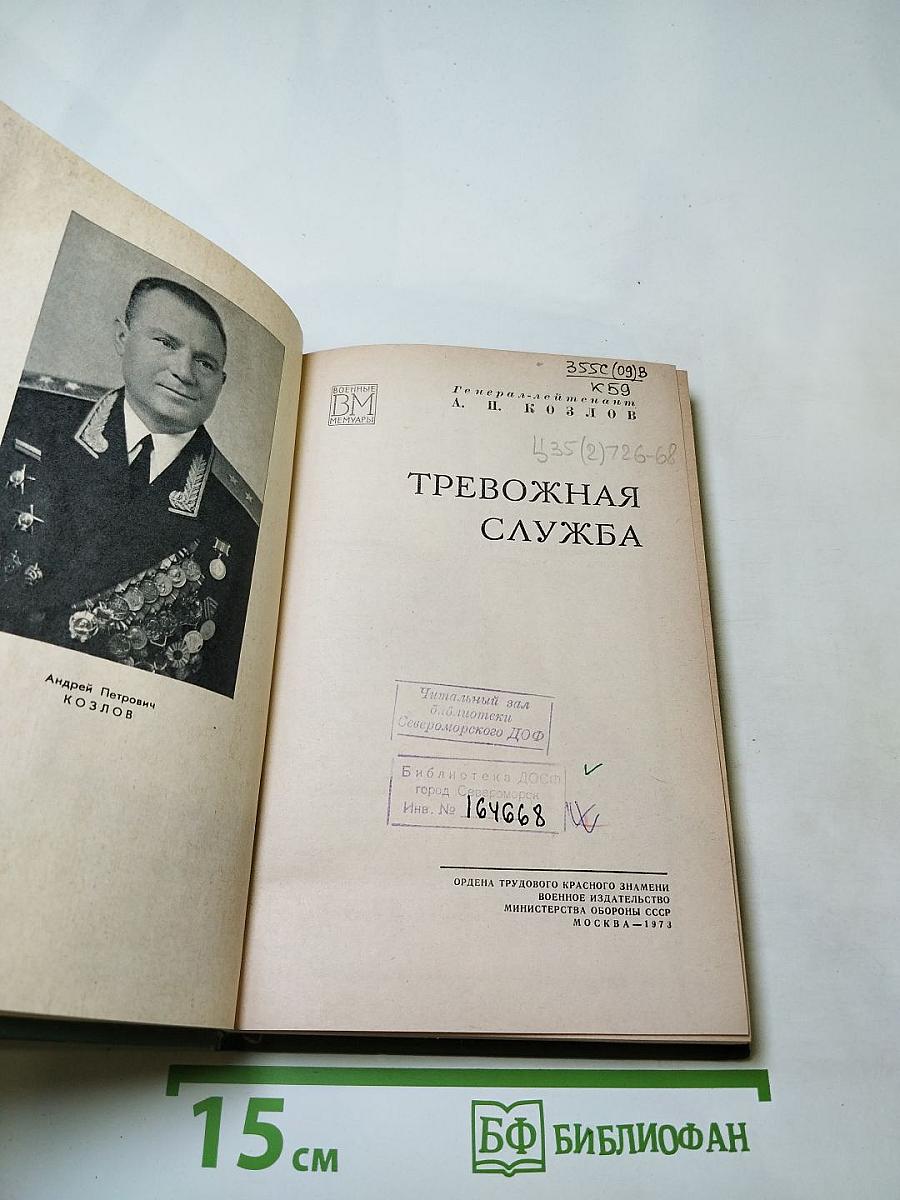 Андрей Петрович
КОЗЛОВ
355С(09)В
К59
ВОЕННЫЕ
ВМ
МЕМУАРЫ
Генерал-лейтенант
А. П. КОЗЛОВ
Ц35(2)726-68
ТРЕВОЖНАЯ
СЛУЖБА
Читальный зал
библиотеки
Североморского ДОФ
Библиотека ДОСФ
город Североморск
Инв. № 164668
ОРДЕНА ТРУДОВОГО КРАСНОГО ЗНАМЕНИ
ВОЕННОЕ ИЗДАТЕЛЬСТВО
МИНИСТЕРСТВА ОБОРОНЫ СССР
МОСКВА—1973
15 см
БФ БИБЛИОФАН